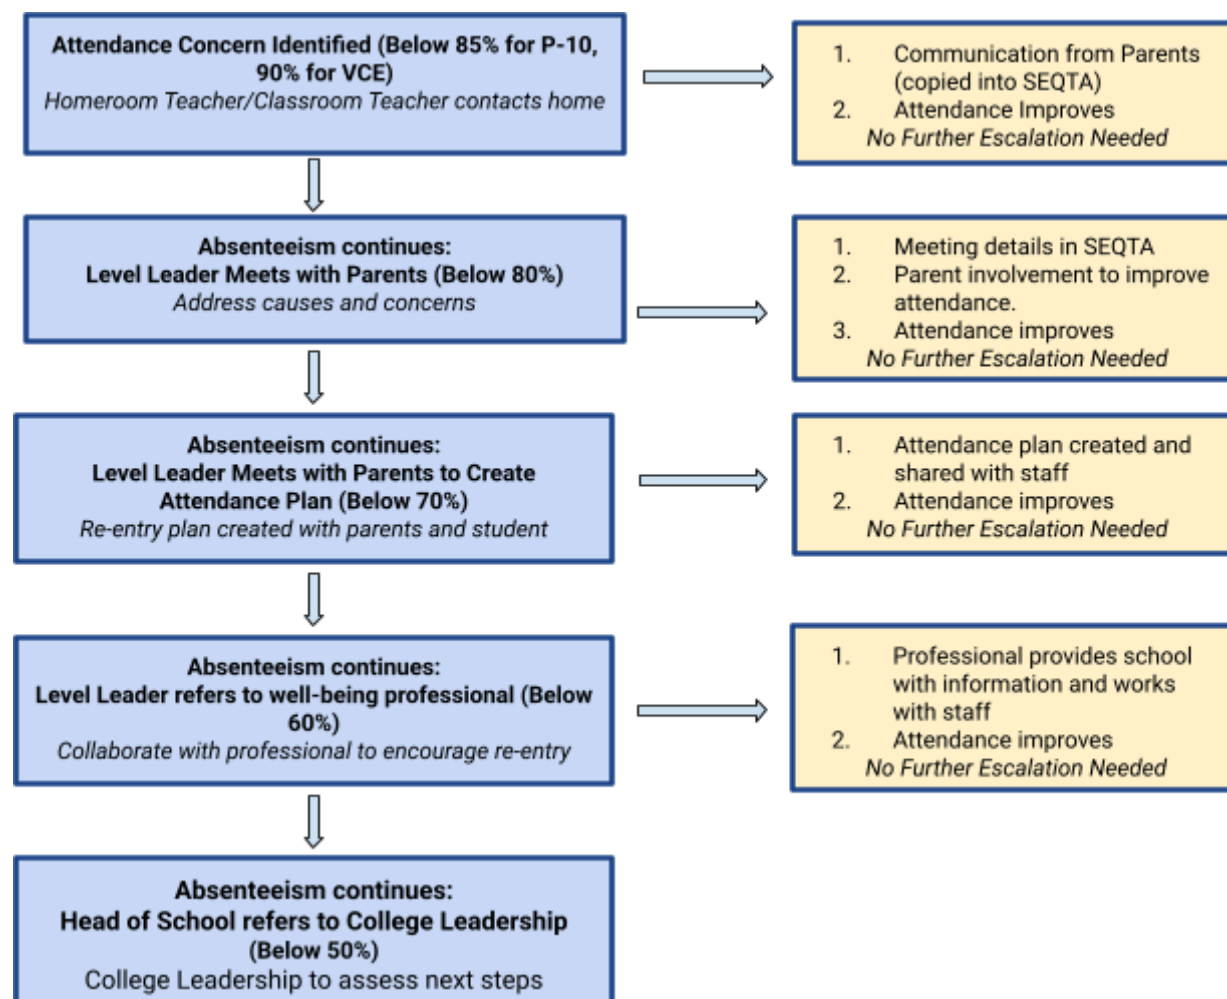 Attendance Concern Identified (Below 85% for P-10,
90% for VCE)
Homeroom Teacher/Classroom Teacher contacts home
1. Communication from Parents
(copied into SEQTA)
2. Attendance Improves
No Further Escalation Needed
Absenteeism continues:
Level Leader Meets with Parents (Below 80%)
Address causes and concerns
1. Meeting details in SEQTA
2. Parent involvement to improve
attendance.
3. Attendance improves
No Further Escalation Needed
Absenteeism continues:
Level Leader Meets with Parents to Create
Attendance Plan (Below 70%)
Re-entry plan created with parents and student
1. Attendance plan created and
shared with staff
2. Attendance improves
No Further Escalation Needed
Absenteeism continues:
Level Leader refers to well-being professional (Below
60%)
Collaborate with professional to encourage re-entry
1. Professional provides school
with information and works
with staff
2. Attendance improves
No Further Escalation Needed
Absenteeism continues:
Head of School refers to College Leadership
(Below 50%)
College Leadership to assess next steps